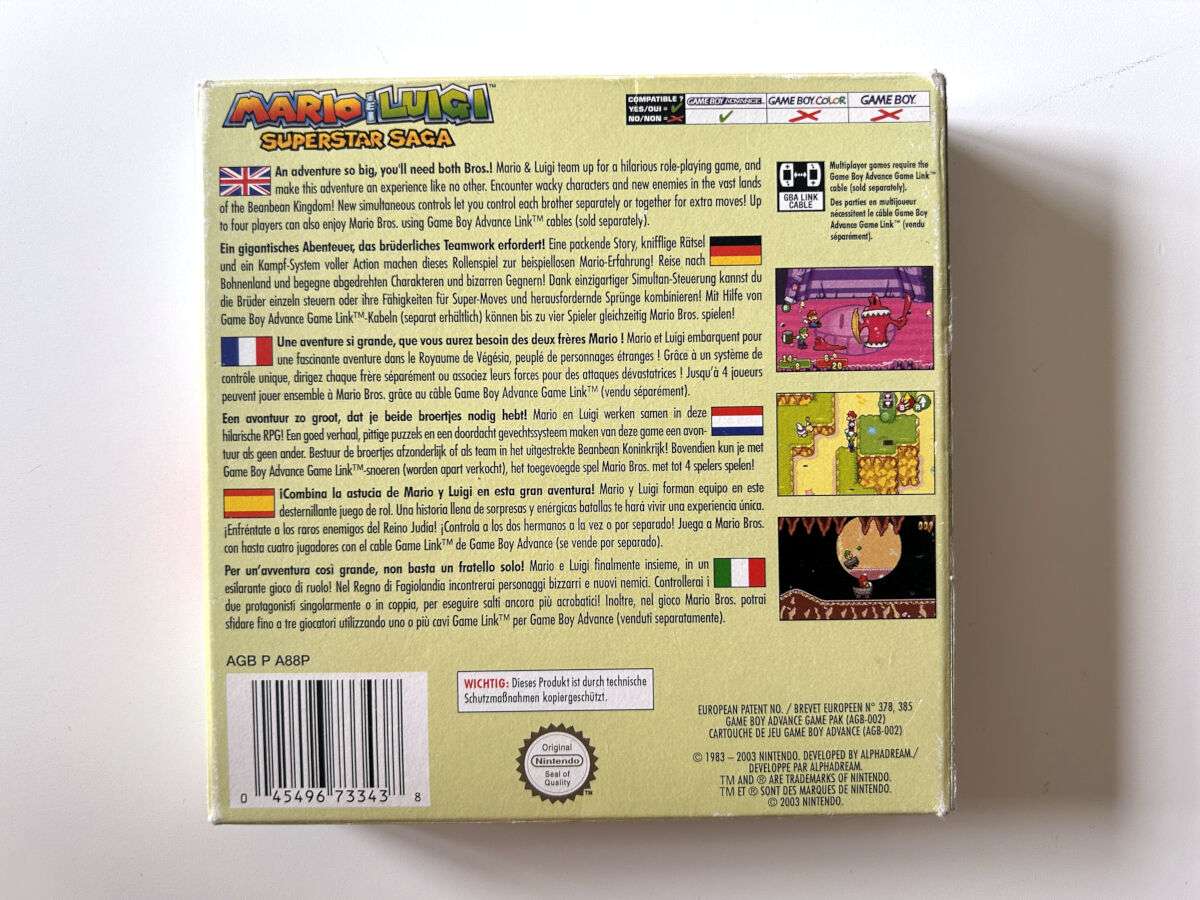 MARIO & LUIGI™
SUPERSTAR SAGA
COMPATIBLE ?
YES/OUI =
NO/NON =
GAME BOY ADVANCE
GAME BOY COLOR
GAME BOY
An adventure so big, you'll need both Bros.! Mario & Luigi team up for a hilarious role-playing game, and
make this adventure an experience like no other. Encounter wacky characters and new enemies in the vast lands
of the Beanbean Kingdom! New simultaneous controls let you control each brother separately or together for extra moves! Up
to four players can also enjoy Mario Bros. using Game Boy Advance Link™ cables (sold separately).
Ein gigantisches Abenteuer, das brüderliches Teamwork erfordert! Eine packende Story, knifflige Rätsel
und ein Kampf-System voller Action machen dieses Rollenspiel zur beispiellosen Mario-Erfahrung! Reise nach
Bohnenland und begegne abgedrehten Charakteren und bizarren Gegnern! Dank einzigartiger Simultan-Steuerung kannst du
die Brüder einzeln steuern oder ihre Fähigkeiten für Super-Moves und herausfordernde Sprünge kombinieren! Mit Hilfe von
Game Boy Advance Game Link™-Kabeln (separat erhältlich) können bis zu vier Spieler gleichzeitig Mario Bros. spielen!
Une aventure si grande, que vous aurez besoin des deux frères Mario ! Mario et Luigi embarquent pour
une fascinante aventure dans le Royaume de Végésia, peuplé de personnages étranges ! Grâce à un système de
contrôle unique, dirigez chaque frère séparément ou associez leurs forces pour des attaques dévastatrices ! Jusqu'à 4 joueurs
peuvent jouer ensemble à Mario Bros. grâce au câble Game Boy Advance Game Link™ (vendu séparément).
Een avontuur zo groot, dat je beide broertjes nodig hebt! Mario en Luigi werken samen in deze
hilarische RPG! Een goed verhaal, pittige puzzels en een doordacht gevechtssysteem maken van deze game een avon-
tuur als geen ander. Bestuur de broertjes afzonderlijk of als team in het uitgestrekte Beanbean Koninkrijk! Bovendien kun je met
Game Boy Advance Game Link™-snoeren (worden apart verkocht), het toegevoegde spel Mario Bros. met tot 4 spelers spelen!
¡Combina la astucia de Mario y Luigi en esta gran aventura! Mario y Luigi forman equipo en este
desternillante juego de rol. Una historia llena de sorpresas y enérgicas batallas te hará vivir una experiencia única.
¡Enfréntate a los raros enemigos del Reino Judía! ¡Controla a los dos hermanos a la vez o por separado! Juega a Mario Bros.
con hasta cuatro jugadores con el cable Game Link™ de Game Boy Advance (se vende por separado).
Per un'avventura così grande, non basta un fratello solo! Mario e Luigi finalmente insieme, in un
esilarante gioco di ruolo! Nel Regno di Fagiolandia incontrerai personaggi bizzarri e nuovi nemici. Controllerai i
due protagonisti singolarmente o in coppia, per eseguire salti ancora più acrobatici! Inoltre, nel gioco Mario Bros. potrai
sfidare fino a tre giocatori utilizzando uno o più cavi Game Link™ per Game Boy Advance (venduti separatamente).
GBA LINK
CABLE
Multiplayer games require the
Game Boy Advance Game Link™
cable (sold separately).
Des parties en multijoueur
nécessitent le câble Game Boy
Advance Game Link™ (vendu
séparément).
AGB P A88P
0 45496 73343 8
WICHTIG: Dieses Produkt ist durch technische
Schutzmaßnahmen kopiergeschützt.
Original
Nintendo
Seal of
Quality
TM
EUROPEAN PATENT NO. / BREVET EUROPEEN N° 378, 385
GAME BOY ADVANCE GAME PAK (AGB-002)
CARTOUCHE DE JEU GAME BOY ADVANCE (AGB-002)
© 1983 – 2003 NINTENDO. DEVELOPED BY ALPHADREAM./
DEVELOPPE PAR ALPHADREAM.
TM AND ® ARE TRADEMARKS OF NINTENDO.
TM ET ® SONT DES MARQUES DE NINTENDO.
© 2003 NINTENDO.